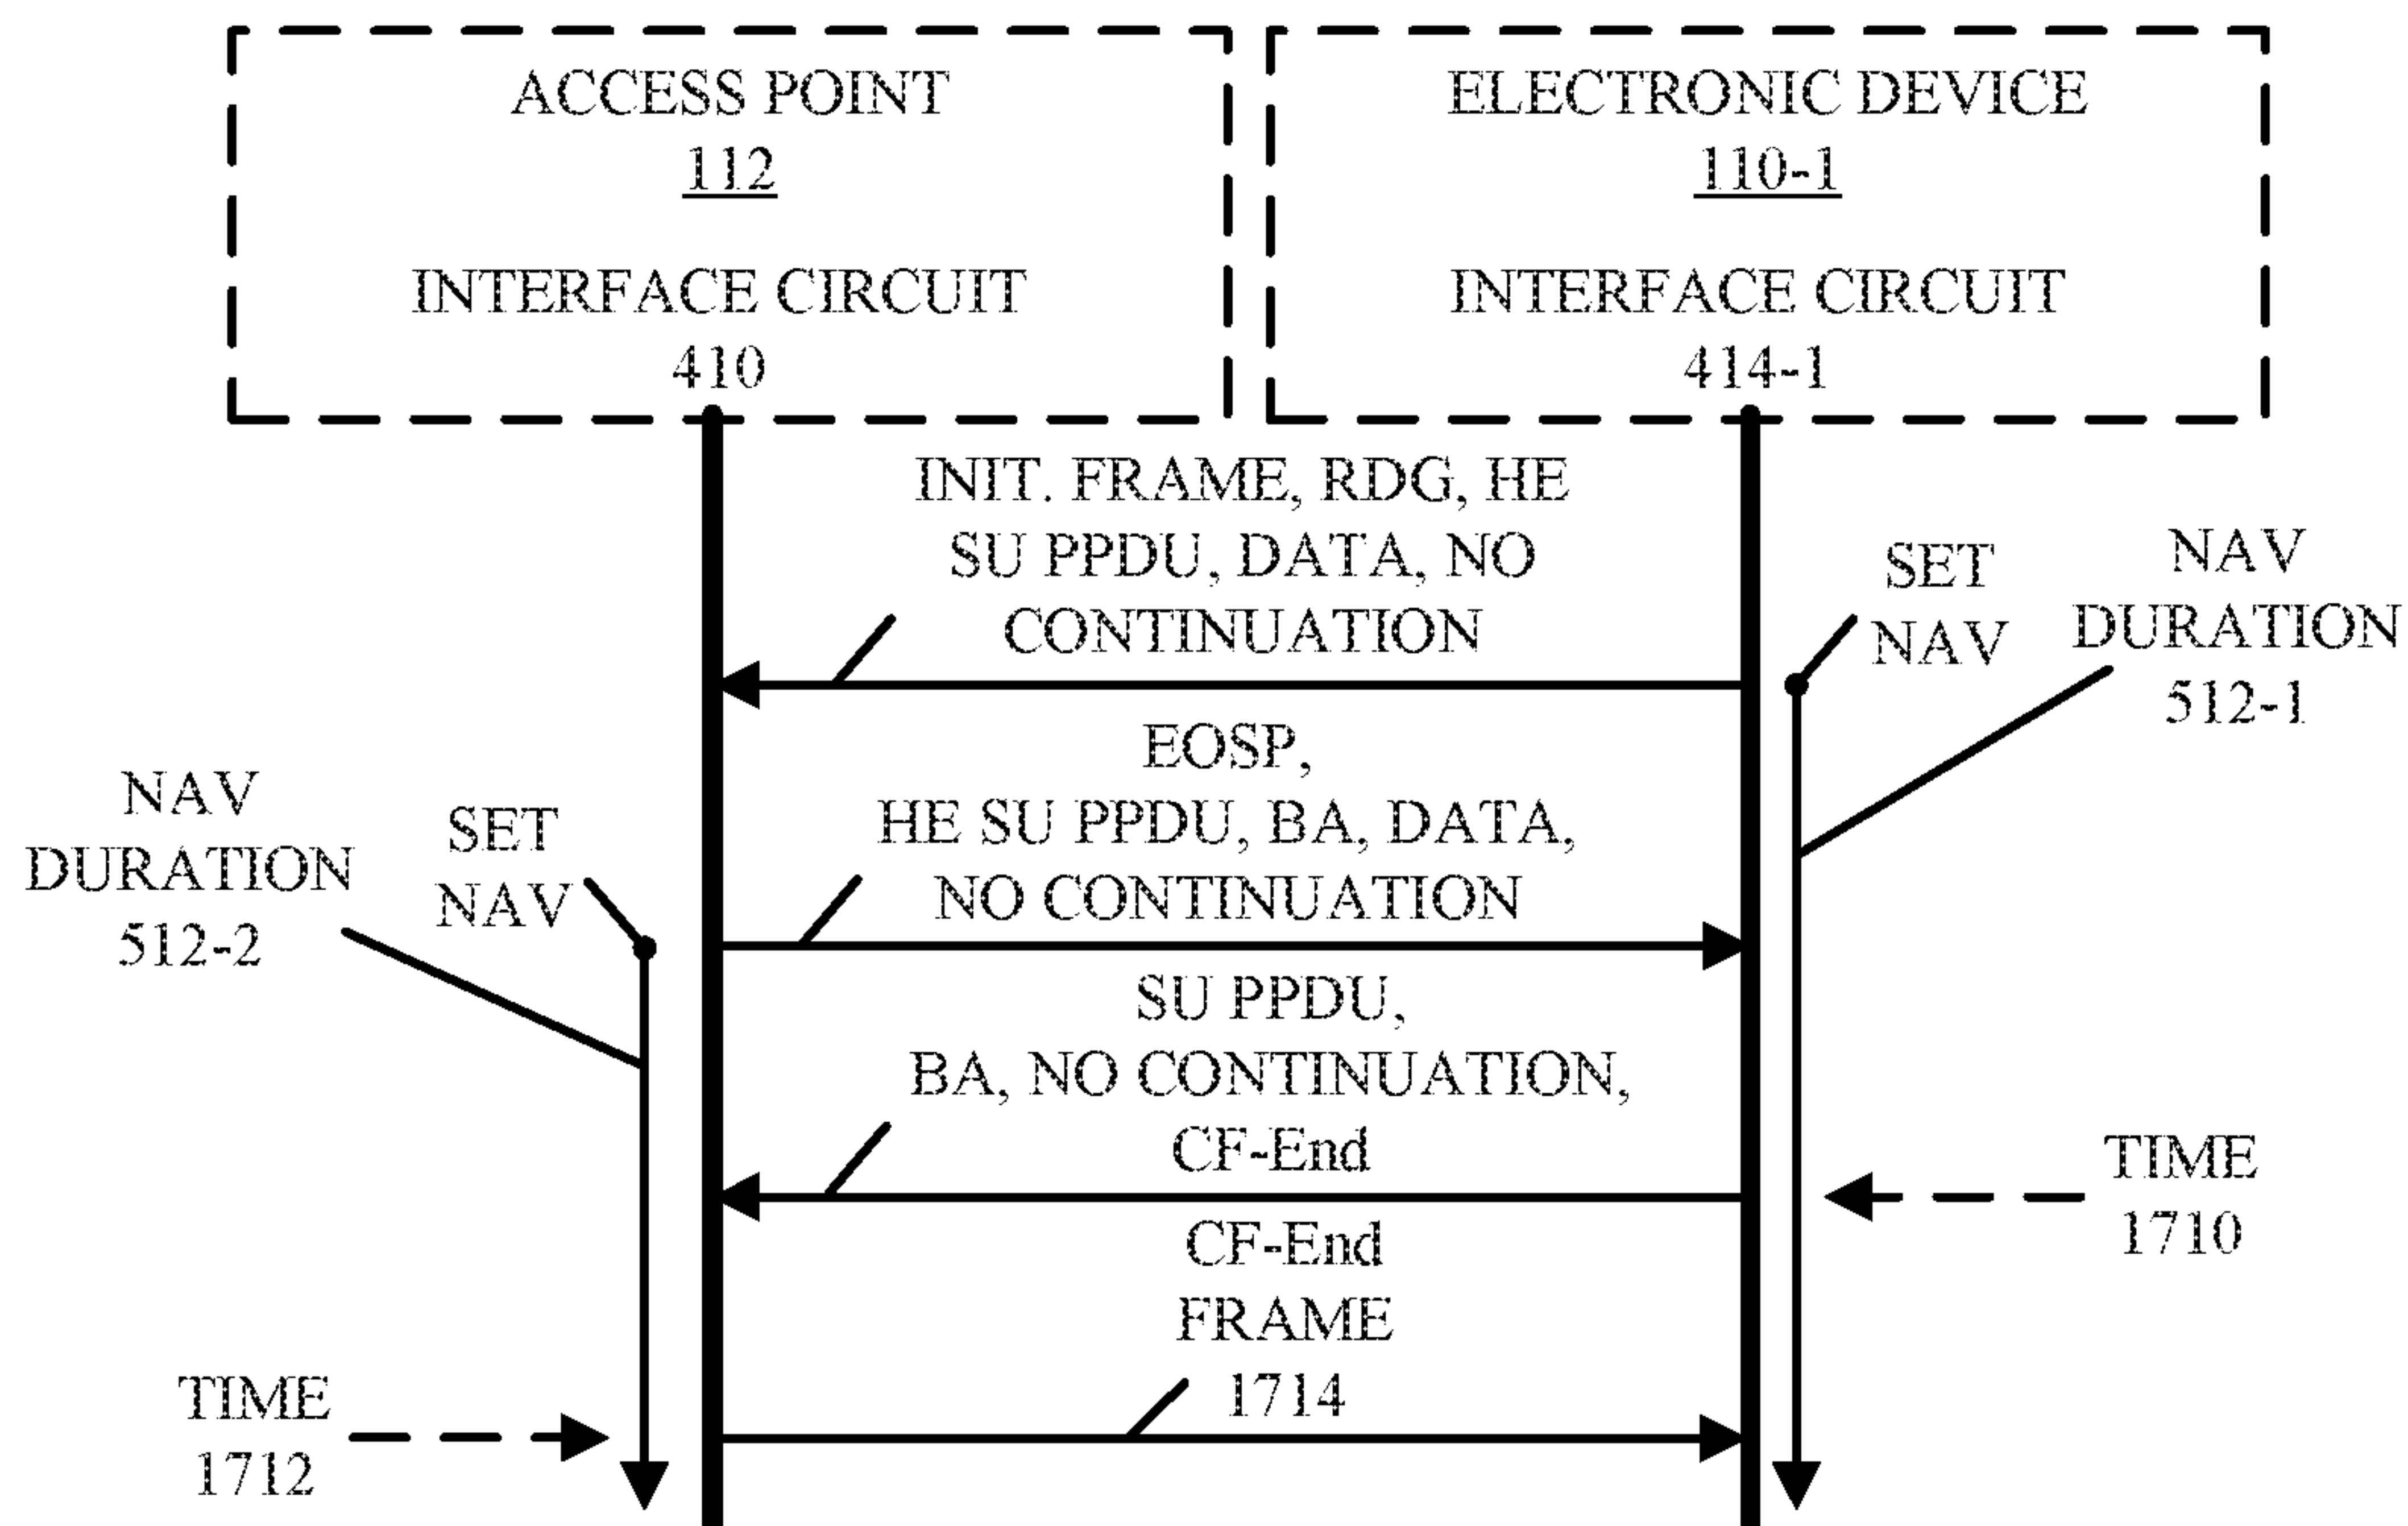 ACCESS POINT
112
INTERFACE CIRCUIT
410
ELECTRONIC DEVICE
110-1
INTERFACE CIRCUIT
414-1
INIT. FRAME, RDG, HE
SU PPDU, DATA, NO
CONTINUATION
SET
NAV
NAV
DURATION
512-1
EOSP,
HE SU PPDU, BA, DATA,
NO CONTINUATION
NAV
DURATION
512-2
SET
NAV
SU PPDU,
BA, NO CONTINUATION,
CF-End
TIME
1710
CF-End
FRAME
1714
TIME
1712